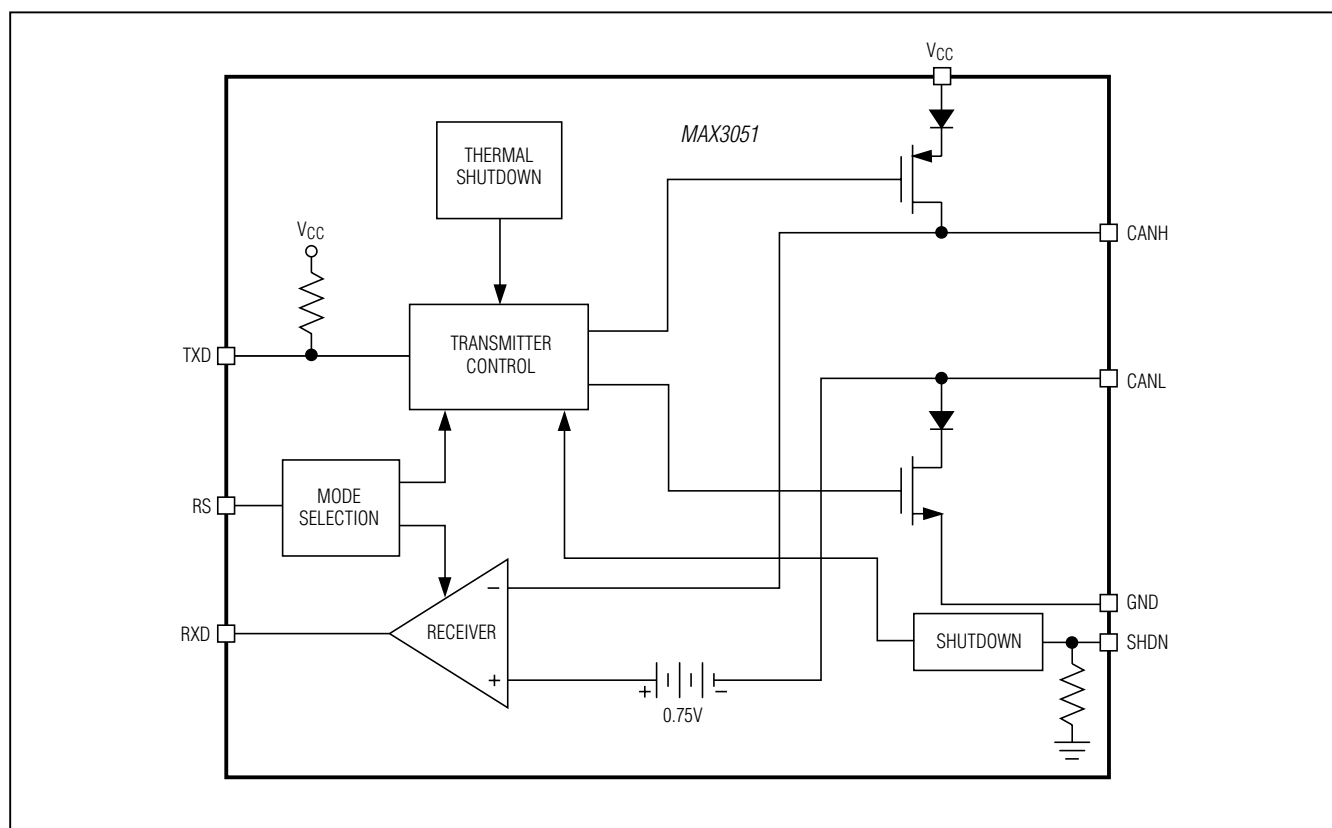 VCC
MAX3051
THERMAL
SHUTDOWN
VCC
CANH
TXD
TRANSMITTER
CONTROL
CANL
RS
MODE
SELECTION
−
GND
RXD
RECEIVER
SHUTDOWN
SHDN
+
+
−
0.75V